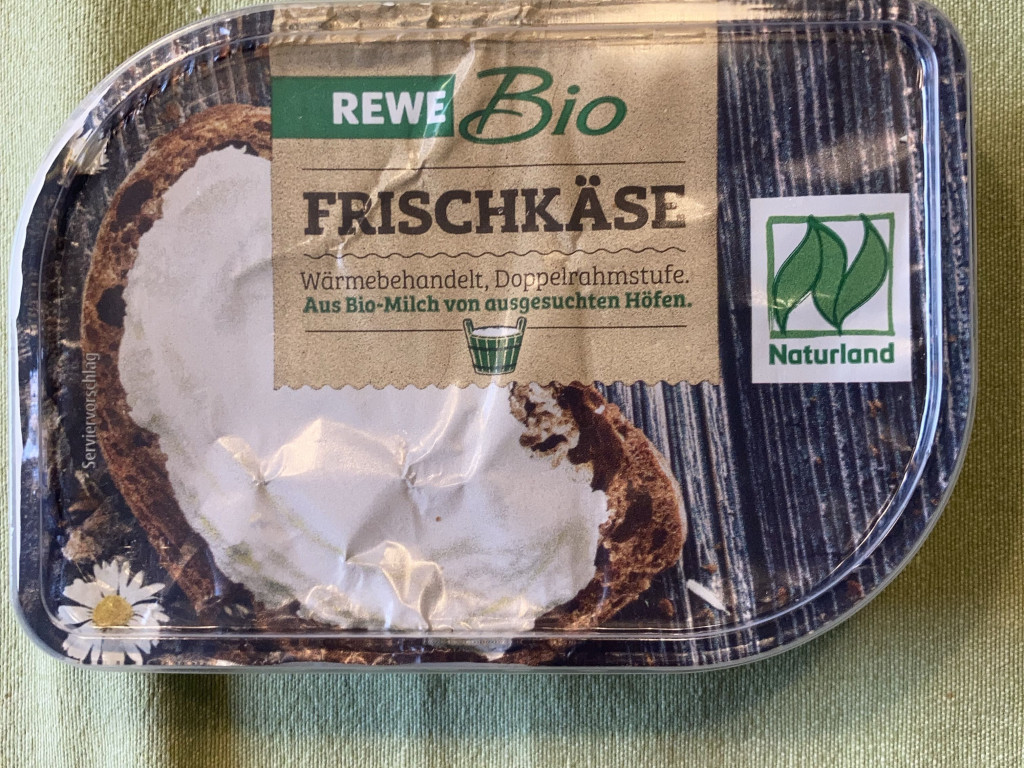 REWE Bio
FRISCHKÄSE
Wärmebehandelt, Doppelrahmstufe.
Aus Bio-Milch von ausgesuchten Höfen.
Naturland
Serviervorschlag